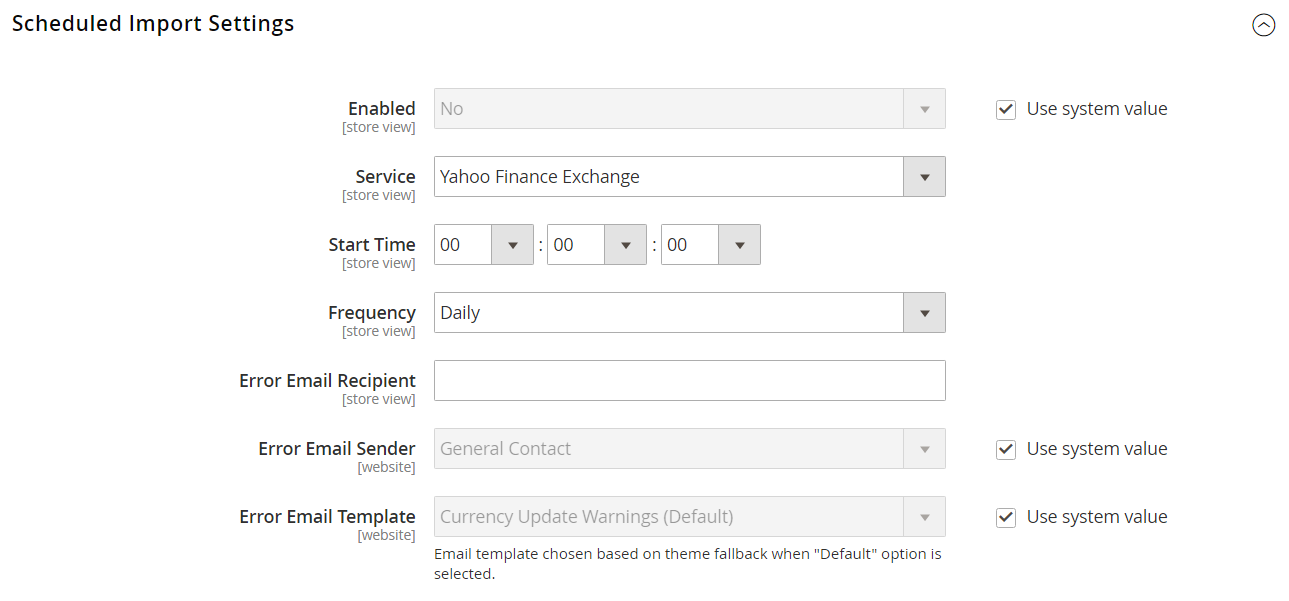 Scheduled Import Settings
Enabled No Use system value
[store view]
Service Yahoo Finance Exchange
[store view]
Start Time 00 : 00 : 00
[store view]
Frequency Daily
[store view]
Error Email Recipient
[store view]
Error Email Sender General Contact Use system value
[website]
Error Email Template Currency Update Warnings (Default) Use system value
[website]
Email template chosen based on theme fallback when "Default" option is
selected.